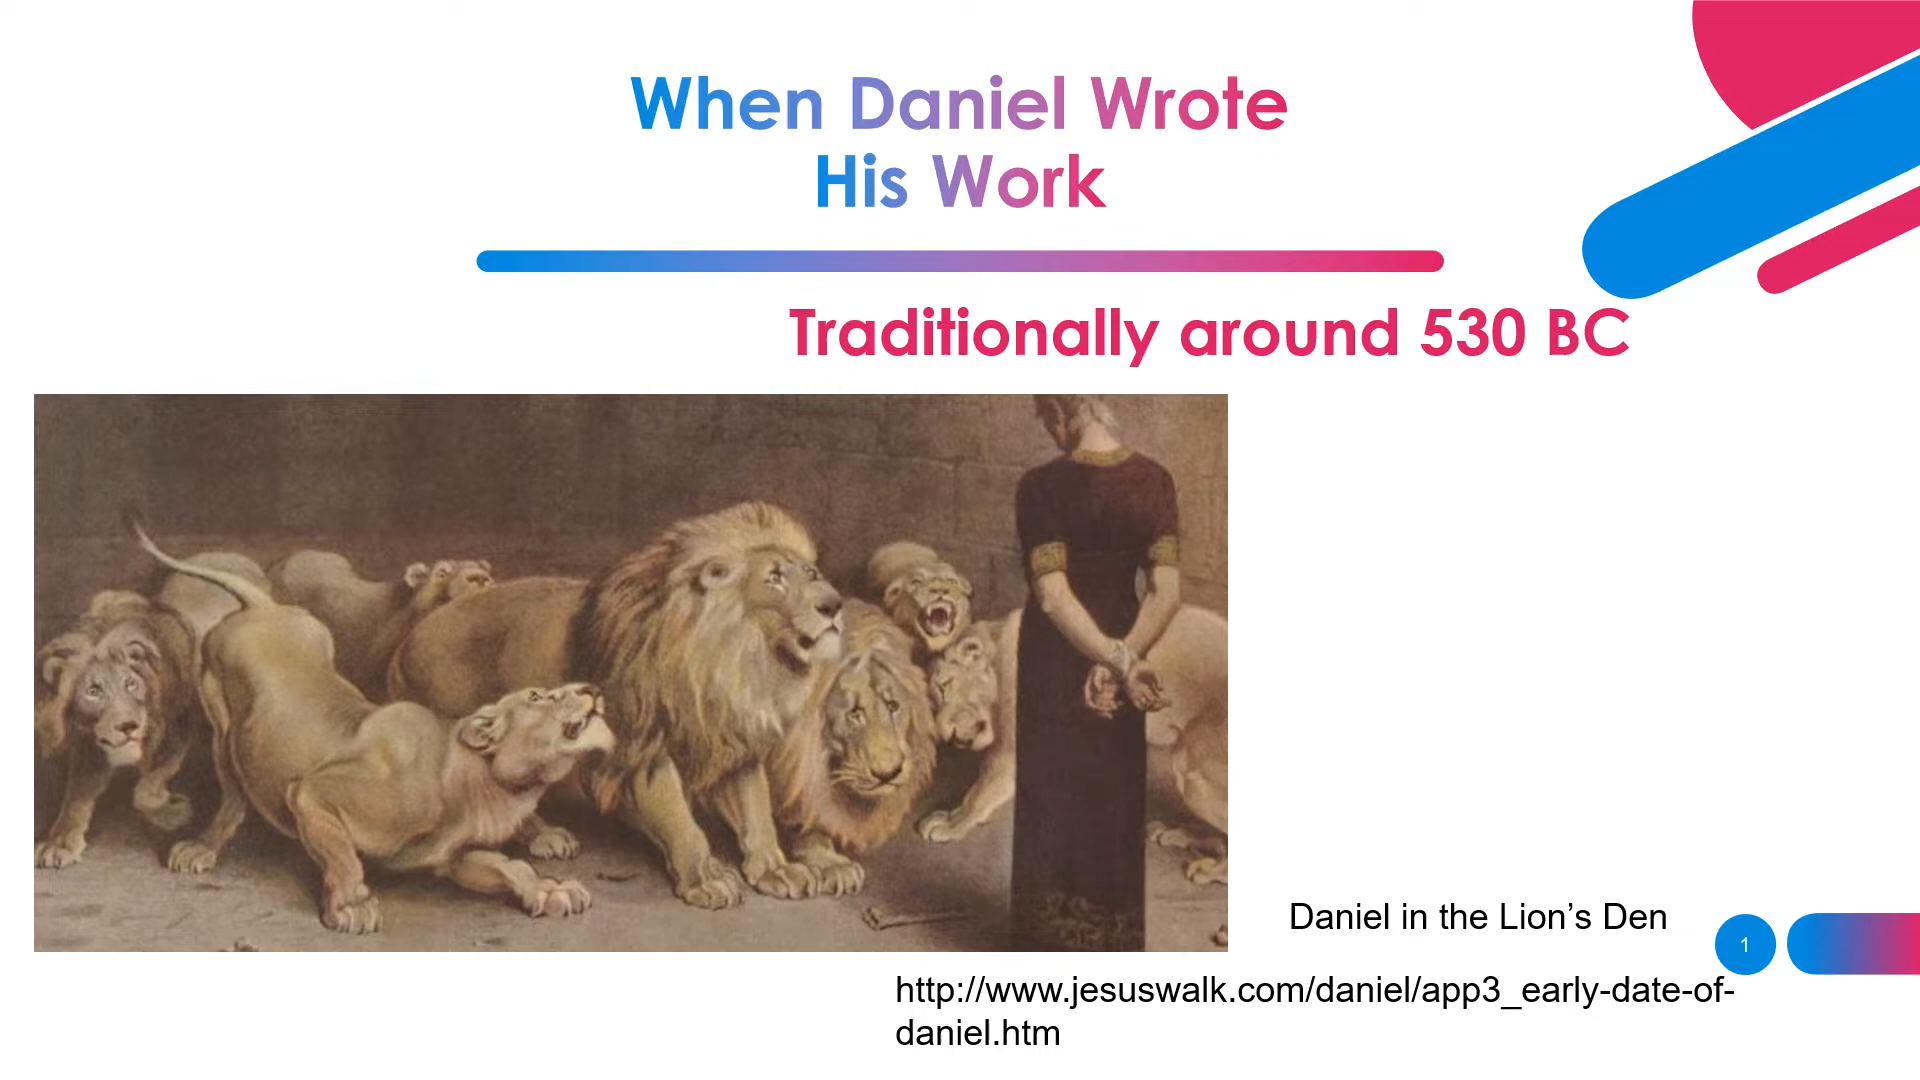 When Daniel Wrote
His Work
Traditionally around 530 BC
Daniel in the Lion’s Den
1
http://www.jesuswalk.com/daniel/app3_early-date-of-
daniel.htm